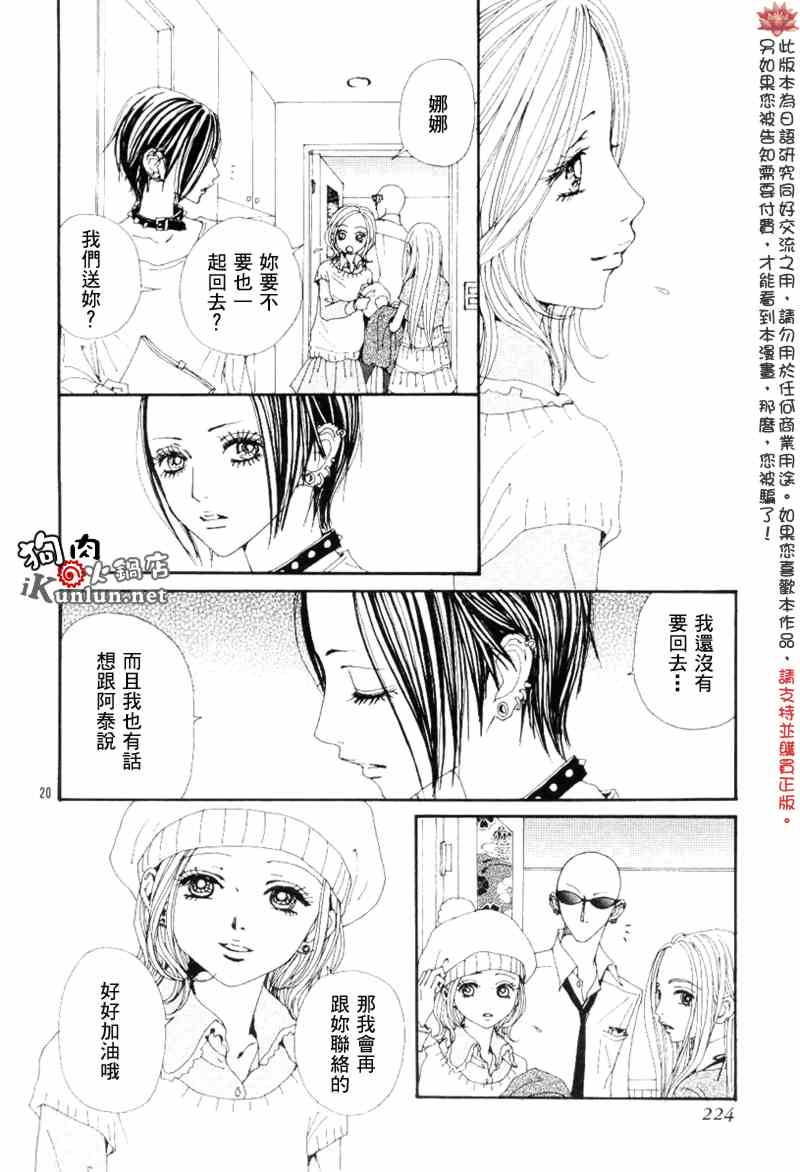 此版本為日語研究同好交流之用，請勿用於任何商業用途。如果您喜歡本作品，請支持並購買正版。
另如果您被告知需要付費，才能看到本漫畫，那麼，您被騙了！
娜娜
妳要不
要也一
起回去？
我們送妳？
狗肉火鍋店
iKunlun.net
我還沒有
要回去…
而且我也有話
想跟阿泰說
20
那我會再
跟妳聯絡的
好好加油哦
224